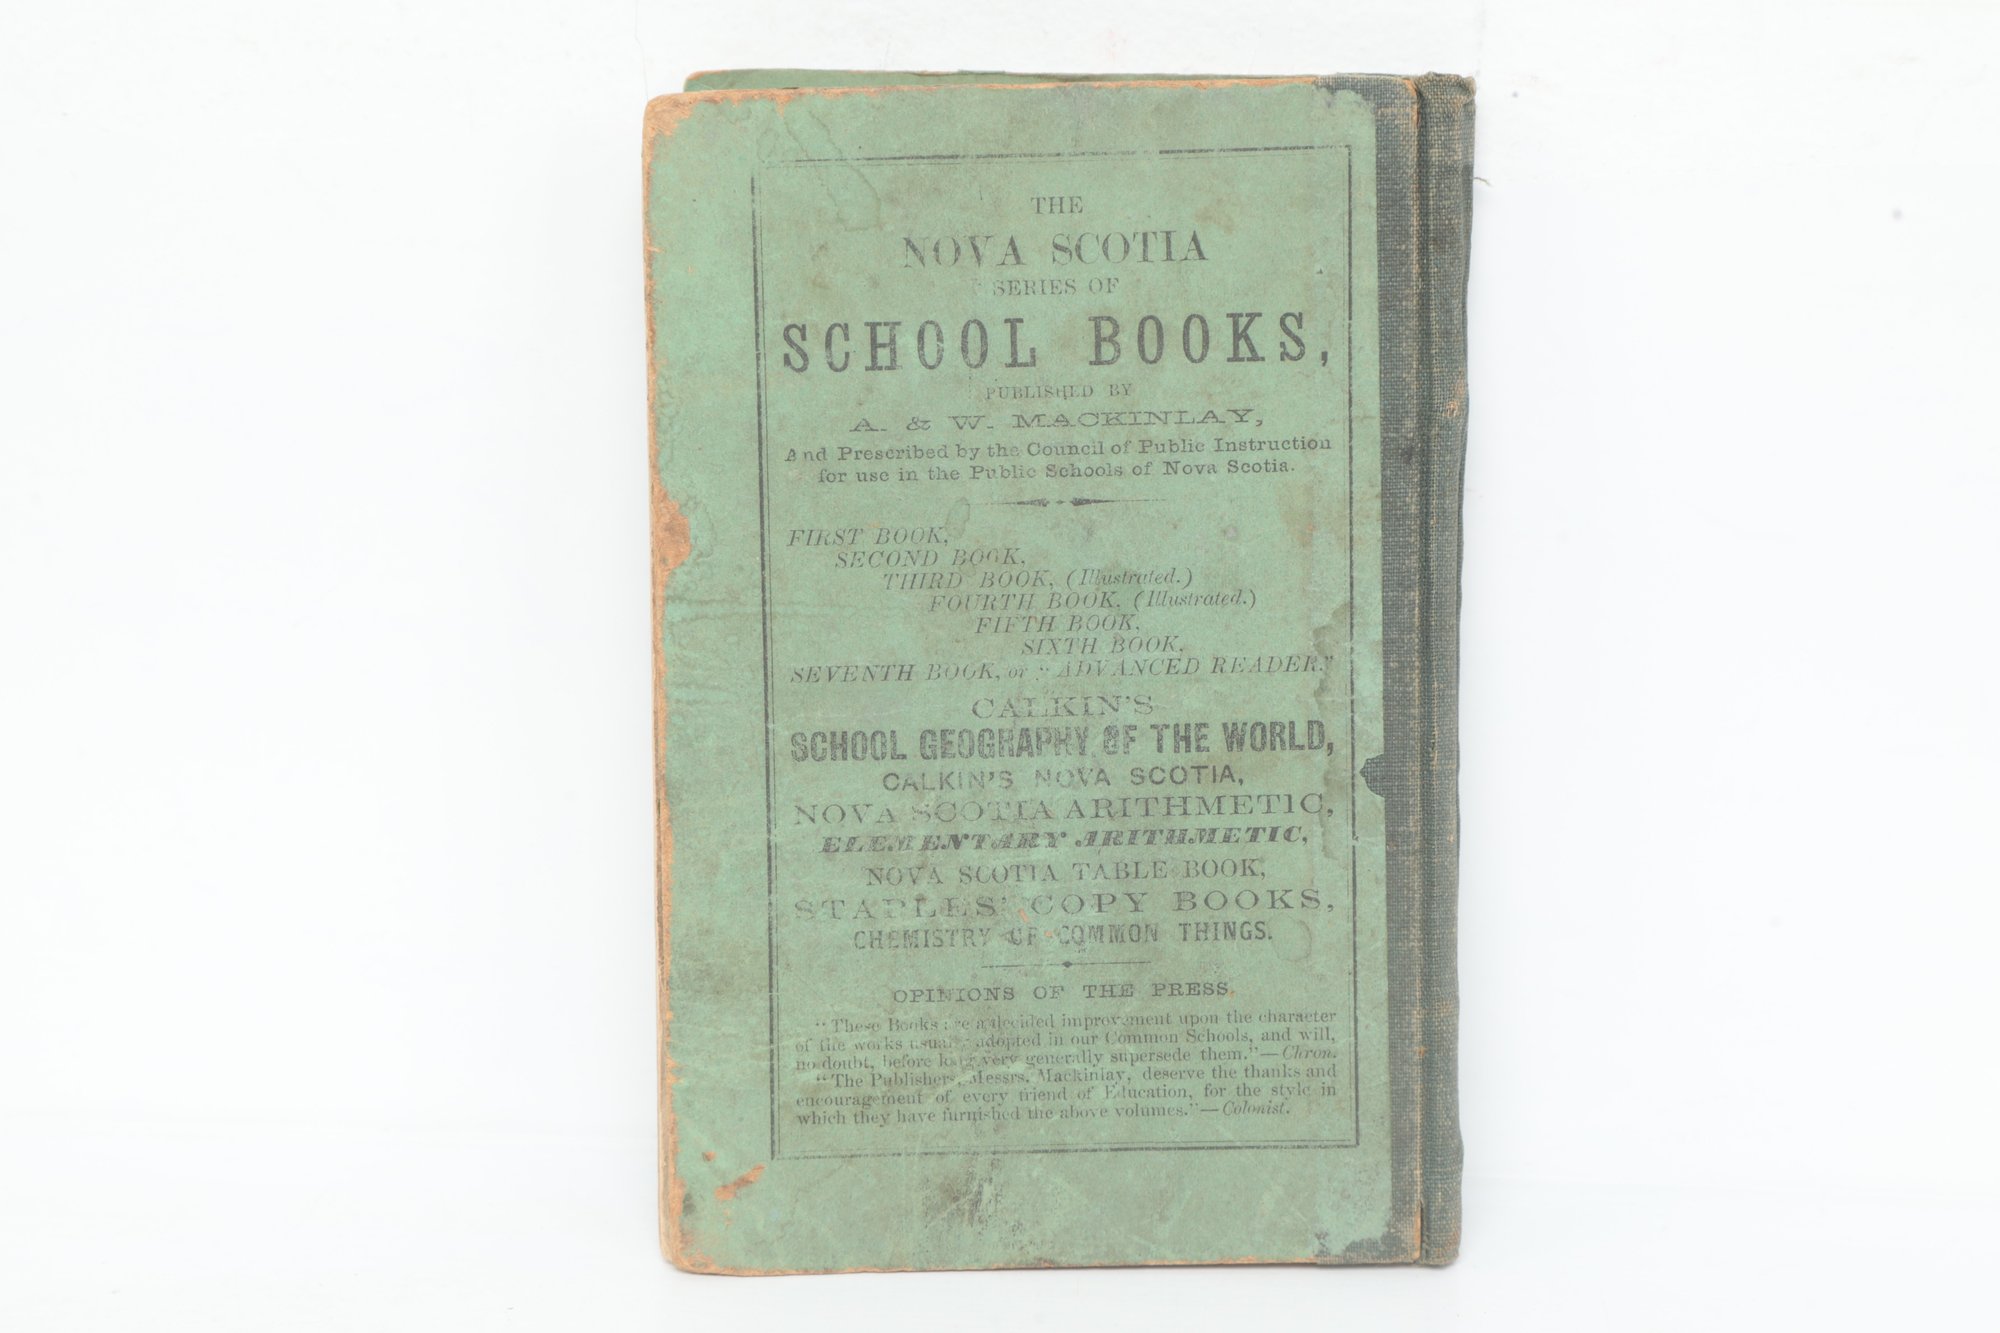 THE
NOVA SCOTIA
SERIES OF
SCHOOL BOOKS,
PUBLISHED BY
A. & W. MACKINLAY,
And Prescribed by the Council of Public Instruction
for use in the Public Schools of Nova Scotia.
FIRST BOOK,
SECOND BOOK,
THIRD BOOK, (Illustrated.)
FOURTH BOOK, (Illustrated.)
FIFTH BOOK,
SIXTH BOOK,
SEVENTH BOOK, or "ADVANCED READER."
CALKIN'S
SCHOOL GEOGRAPHY OF THE WORLD,
CALKIN'S NOVA SCOTIA,
NOVA SCOTIA ARITHMETIC,
ELEMENTARY ARITHMETIC,
NOVA SCOTIA TABLE BOOK,
STAPLES' COPY BOOKS,
CHEMISTRY OF COMMON THINGS.
OPINIONS OF THE PRESS.
"These Books are a decided improvement upon the character
of the works usually adopted in our Common Schools, and will,
no doubt, before long very generally supersede them."—Chron.
"The Publishers, Messrs. Mackinlay, deserve the thanks and
encouragement of every friend of Education, for the style in
which they have furnished the above volumes."—Colonist.